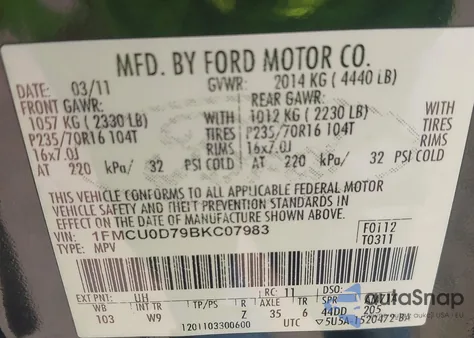 MFD. BY FORD MOTOR CO.
DATE: 03/11 GVWR: 2014 KG ( 4440 LB)
FRONT GAWR: REAR GAWR:
1057 KG ( 2330 LB) WITH 1012 KG ( 2230 LB) WITH
P235/70R16 104T TIRES P235/70R16 104T TIRES
16x7.0J RIMS 16x7.0J RIMS
AT 220 kPa/ 32 PSI COLD AT 220 kPa/ 32 PSI COLD
THIS VEHICLE CONFORMS TO ALL APPLICABLE FEDERAL MOTOR
VEHICLE SAFETY AND THEFT PREVENTION STANDARDS IN
EFFECT ON THE DATE OF MANUFACTURE SHOWN ABOVE.
VIN: 1FMCU0D79BKC07983 F0112
TYPE: MPV T0311
EXT PNT: UH RC: 11 DSO:
WB TP/PS R AXLE TR SPR
103 W9 Z 35 6 44DD 205
1201103300600 UTC
autoSnap